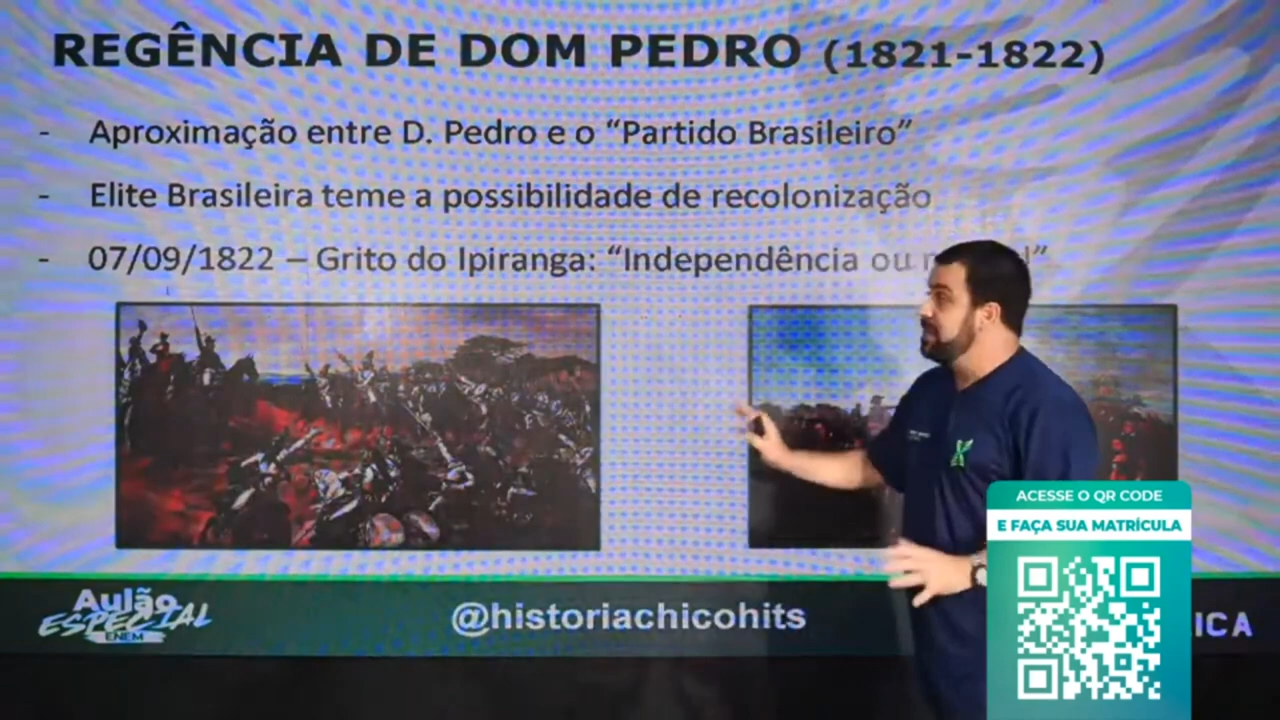 REGÊNCIA DE DOM PEDRO (1821-1822)
- Aproximação entre D. Pedro e o “Partido Brasileiro”
- Elite Brasileira teme a possibilidade de recolonização
- 07/09/1822 – Grito do Ipiranga: “Independência ou
ACESSE O QR CODE
E FAÇA SUA MATRÍCULA
Aulão
ESPECIAL
ENEM
@historiachicohits
ICA